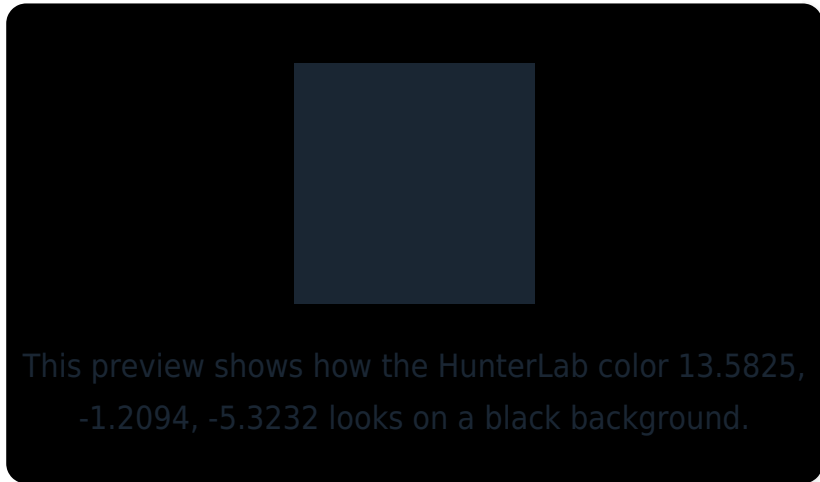 This preview shows how the HunterLab color 13.5825,
-1.2094, -5.3232 looks on a black background.